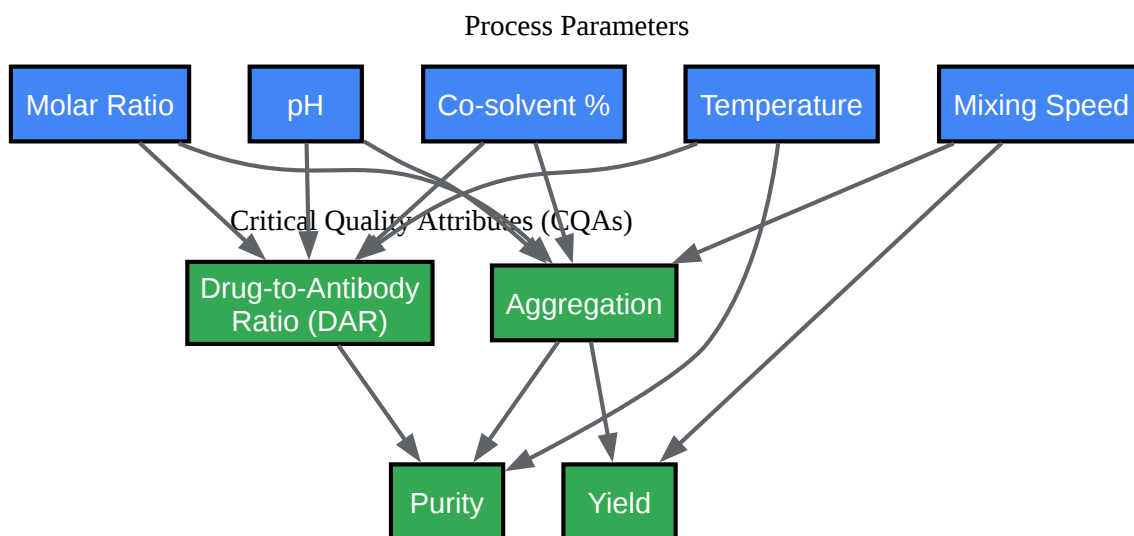 Process Parameters
Molar Ratio
pH
Co-solvent %
Temperature
Mixing Speed
Critical Quality Attributes (CQAs)
Drug-to-Antibody
Ratio (DAR)
Aggregation
Purity
Yield